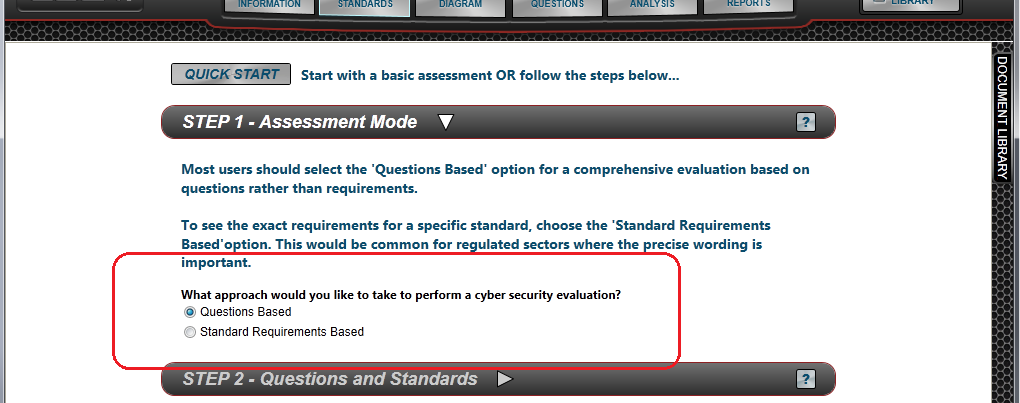 INFORMATION STANDARDS DIAGRAM QUESTIONS ANALYSIS REPORTS LIBRARY
QUICK START Start with a basic assessment OR follow the steps below...
STEP 1 - Assessment Mode ?
Most users should select the 'Questions Based' option for a comprehensive evaluation based on
questions rather than requirements.
To see the exact requirements for a specific standard, choose the 'Standard Requirements
Based'option. This would be common for regulated sectors where the precise wording is
important.
What approach would you like to take to perform a cyber security evaluation?
Questions Based
Standard Requirements Based
STEP 2 - Questions and Standards ?
DOCUMENT LIBRARY